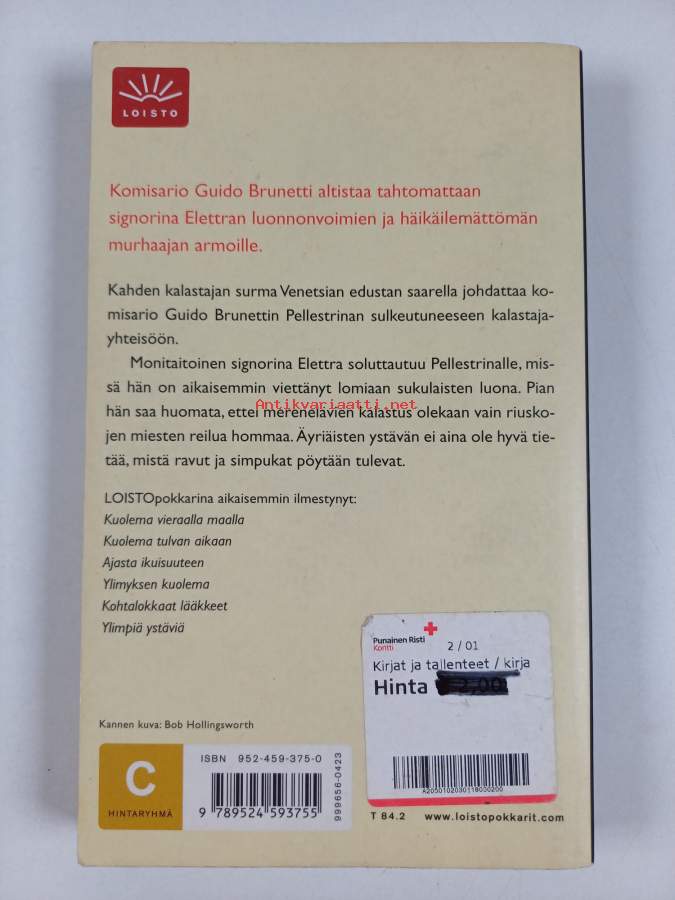 LOISTO
Komisario Guido Brunetti altistaa tahtomattaan
signorina Elettran luonnonvoimien ja häikäilemättömän
murhaajan armoille.
Kahden kalastajan surma Venetsian edustan saarella johdattaa ko-
misario Guido Brunettin Pellestrinan sulkeutuneeseen kalastaja-
yhteisöön.
Monitaitoinen signorina Elettra soluttautuu Pellestrinalle, mis-
sä hän on aikaisemmin viettänyt lomiaan sukulaisten luona. Pian
Antikvariaatti.net
hän saa huomata, ettei merenelävien kalastus olekaan vain riusko-
jen miesten reilua hommaa. Äyriäisten ystävän ei aina ole hyvä tie-
tää, mistä ravut ja simpukat pöytään tulevat.
LOISTOpokkarina aikaisemmin ilmestynyt:
Kuolema vieraalla maalla
Kuolema tulvan aikaan
Ajasta ikuisuuteen
Ylimyksen kuolema
Kohtalokkaat lääkkeet
Ylimpiä ystäviä
Punainen Risti
Kontti
2 / 01
Kirjat ja tallenteet / kirja
Hinta € 2,00
A2050102030118030200
Kannen kuva: Bob Hollingsworth
C
HINTARYHMÄ
ISBN 952-459-375-0
9 789524 593755
999656-0423
T 84.2 www.loistopokkarit.com